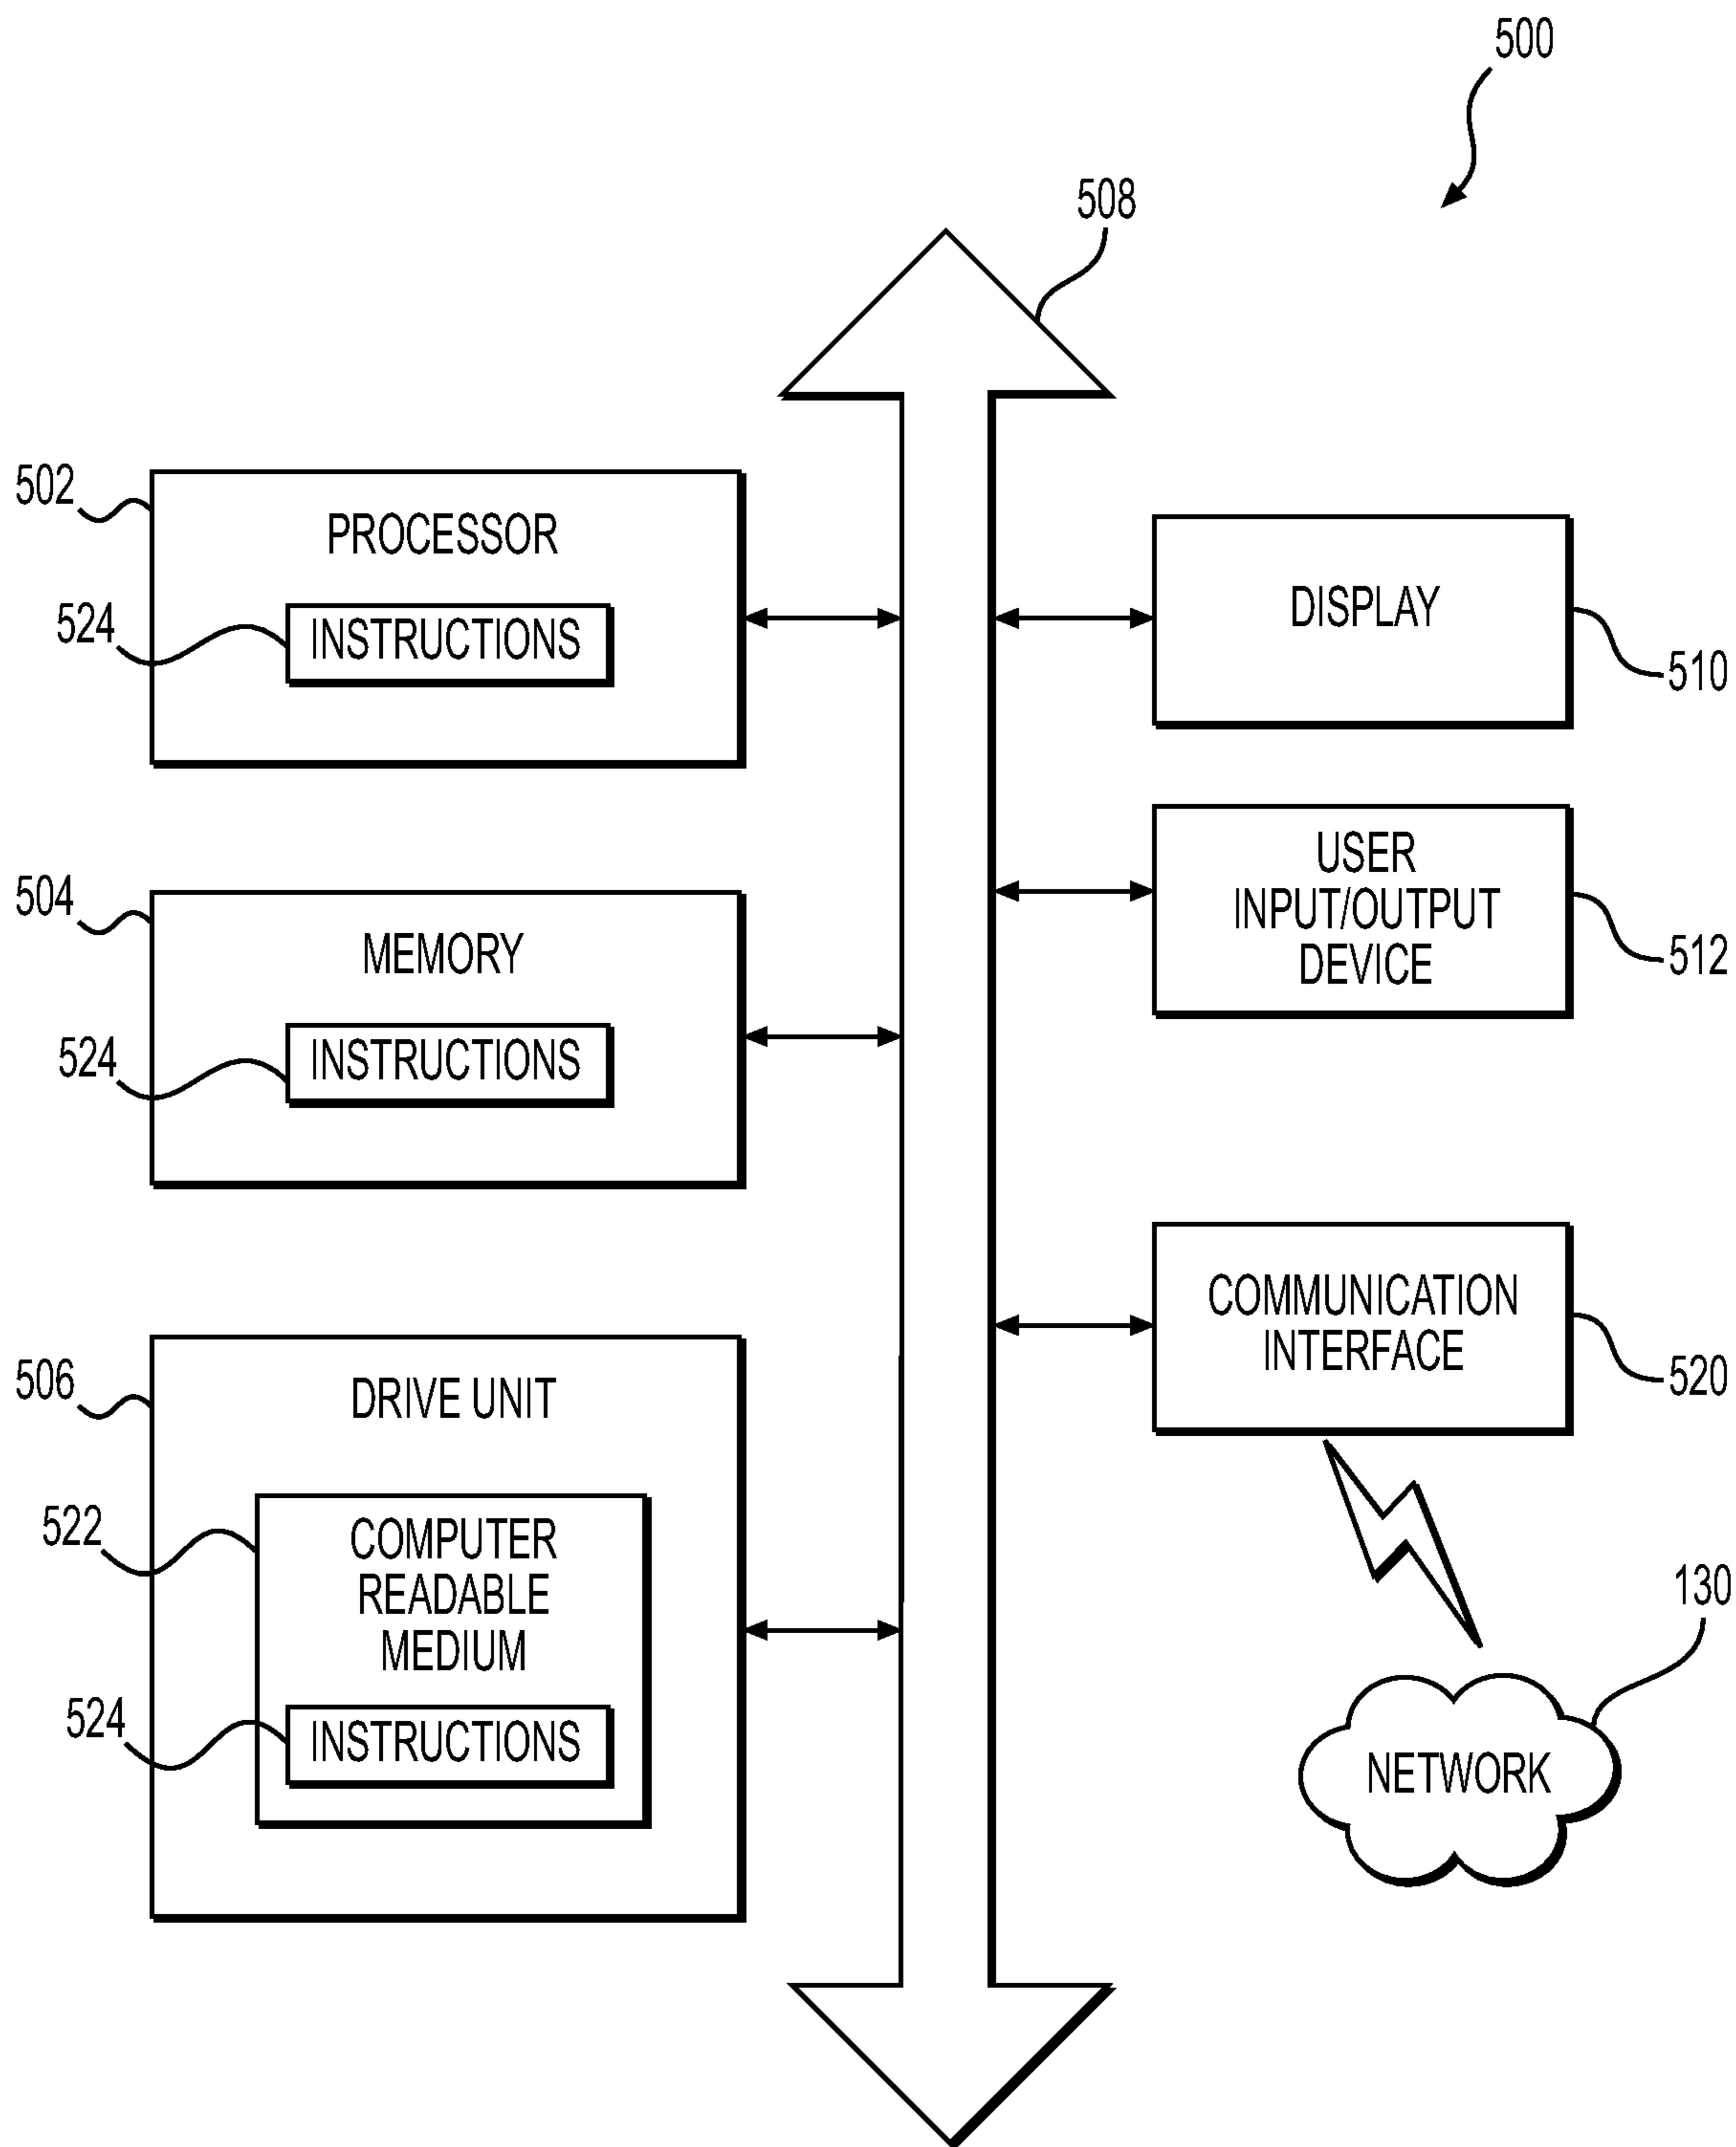 500
508
502
PROCESSOR
524
INSTRUCTIONS
DISPLAY
510
504
MEMORY
524
INSTRUCTIONS
USER
INPUT/OUTPUT
DEVICE
512
506
DRIVE UNIT
522
COMPUTER
READABLE
MEDIUM
524
INSTRUCTIONS
COMMUNICATION
INTERFACE
520
130
NETWORK